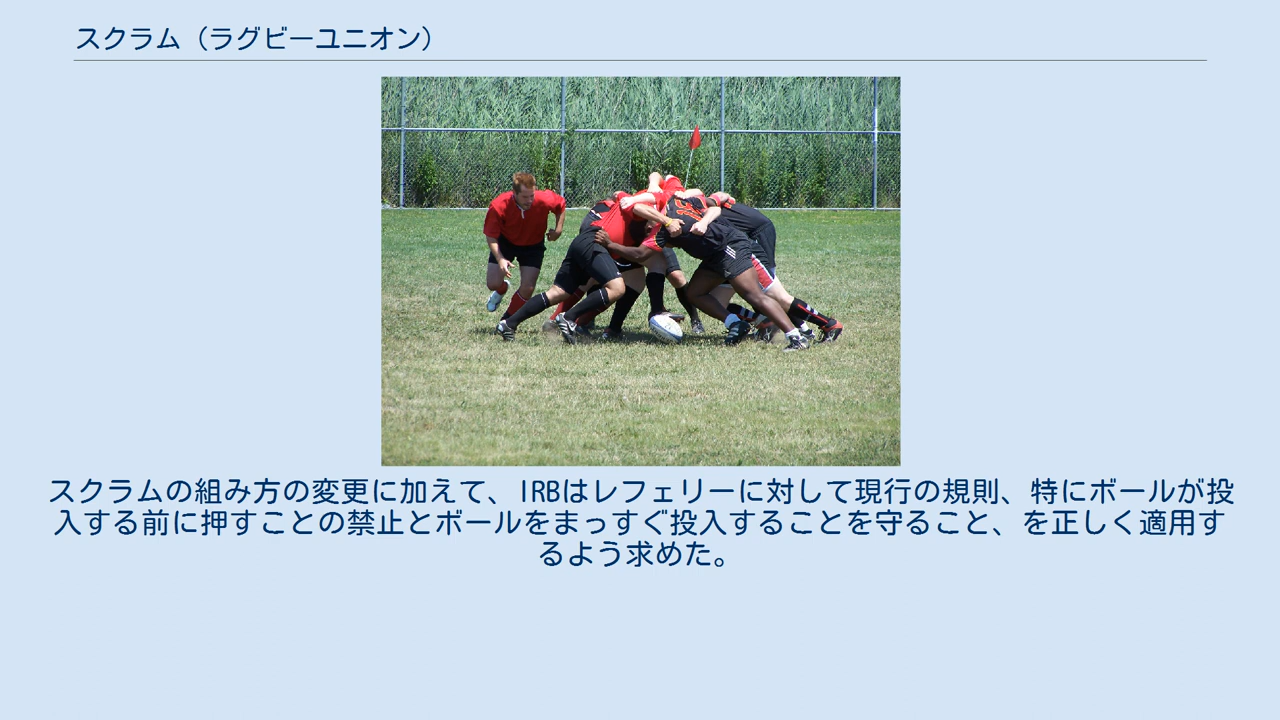 スクラム（ラグビーユニオン）
スクラムの組み方の変更に加えて、IRBはレフェリーに対して現行の規則、特にボールが投
入する前に押すことの禁止とボールをまっすぐ投入することを守ること、を正しく適用す
るよう求めた。